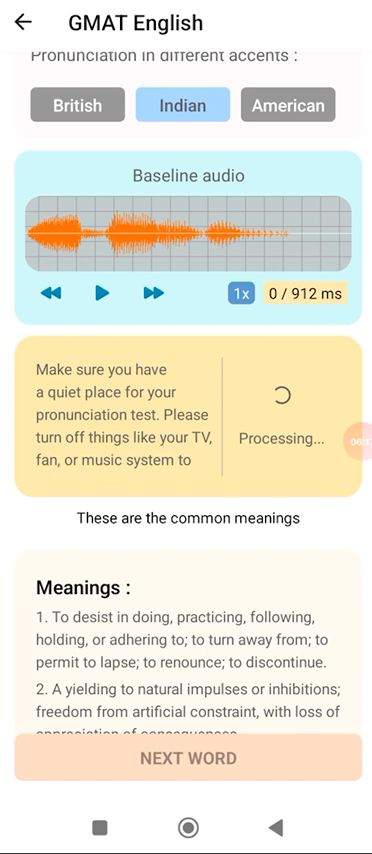 GMAT English
Pronunciation in different accents :
British Indian American
Baseline audio
1x 0 / 912 ms
Make sure you have
a quiet place for your
pronunciation test. Please
turn off things like your TV,
fan, or music system to
Processing...
These are the common meanings
Meanings :
1. To desist in doing, practicing, following,
holding, or adhering to; to turn away from; to
permit to lapse; to renounce; to discontinue.
2. A yielding to natural impulses or inhibitions;
freedom from artificial constraint, with loss of
appreciation of consequences.
NEXT WORD